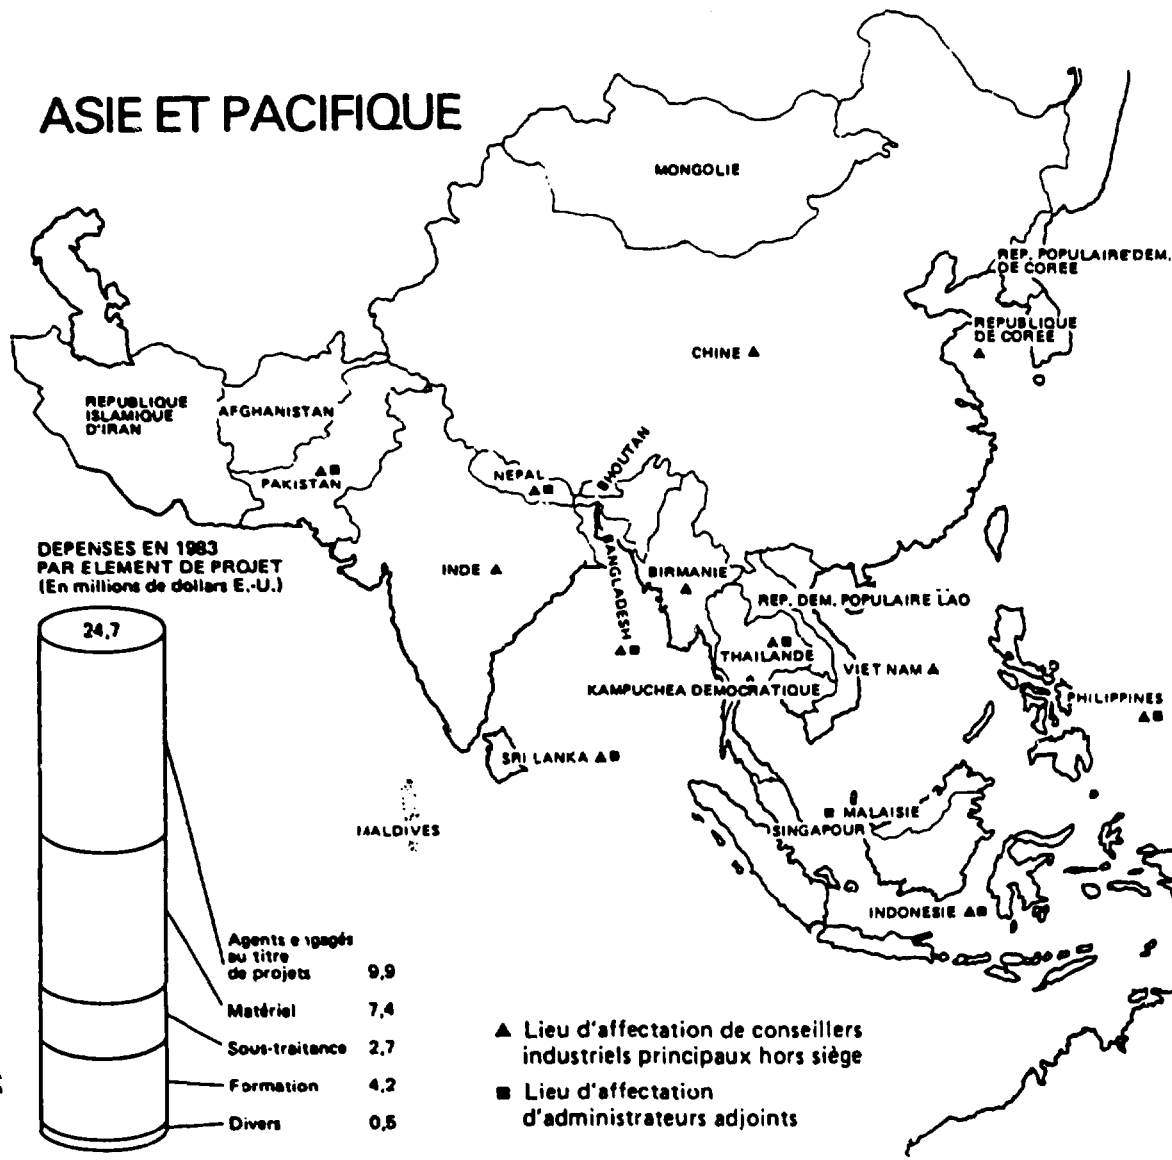 ASIE ET PACIFIQUE
MONGOLIE
REP. POPULAIRE DEM.
DE COREE
REPUBLIQUE
DE COREE ▲
CHINE ▲
REPUBLIQUE
ISLAMIQUE
D'IRAN
AFGHANISTAN
▲■
PAKISTAN
NEPAL
▲■
BHOUTAN
BANGLADESH
▲■
INDE ▲
BIRMANIE
▲
REP. DEM. POPULAIRE LAO
▲■
THAILANDE
VIET NAM ▲
KAMPUCHEA DEMOCRATIQUE
PHILIPPINES
▲■
SRI LANKA ▲■
MALDIVES
■ MALAISIE
SINGAPOUR
INDONESIE ▲■
DEPENSES EN 1983
PAR ELEMENT DE PROJET
(En millions de dollars E.-U.)
24,7
Agents engagés
au titre
de projets 9,9
Matériel 7,4
Sous-traitance 2,7
Formation 4,2
Divers 0,5
▲ Lieu d'affectation de conseillers
industriels principaux hors siège
■ Lieu d'affectation
d'administrateurs adjoints